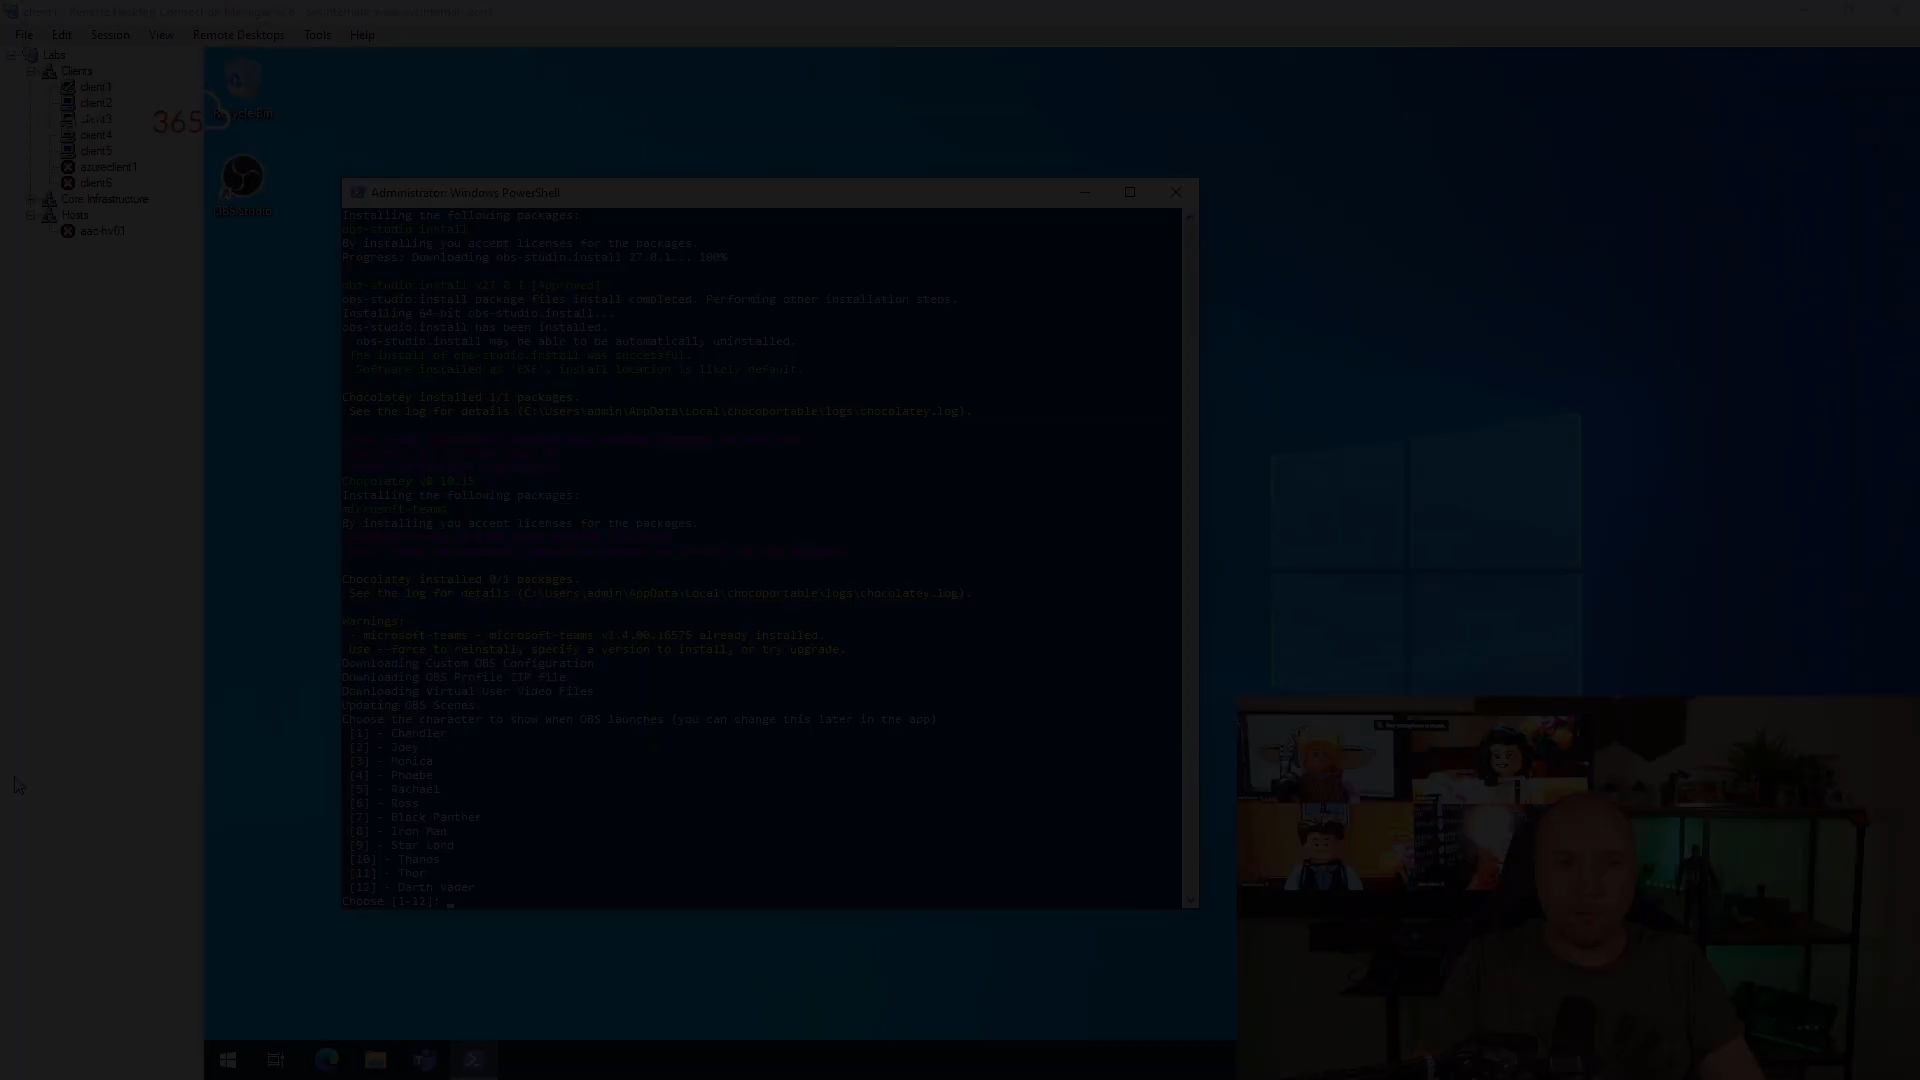 File Edit Session View Remote Desktops Tools Help
Labs
Clients
client1
client2
client4
client5
azureclient1
client6
Core Infrastructure
Hosts
365
Recycle Bin
OBS Studio
Administrator: Windows PowerShell
Installing the following packages:
obs-studio.install
By installing you accept licenses for the packages.
Progress: Downloading obs-studio.install 27.0.1... 100%
obs-studio.install v27.0.1 [Approved]
obs-studio.install package files install completed. Performing other installation steps.
Installing 64-bit obs-studio.install...
obs-studio.install has been installed.
obs-studio.install may be able to be automatically uninstalled.
The install of obs-studio.install was successful.
Software installed as 'EXE', install location is likely default.
Chocolatey installed 1/1 packages.
See the log for details (C:\Users\admin\AppData\Local\chocoportable\logs\chocolatey.log).
Chocolatey v0.10.15
Installing the following packages:
microsoft-teams
By installing you accept licenses for the packages.
Chocolatey installed 0/1 packages.
See the log for details (C:\Users\admin\AppData\Local\chocoportable\logs\chocolatey.log).
Warnings:
- microsoft-teams - microsoft-teams v1.4.00.16575 already installed.
Use --force to reinstall, specify a version to install, or try upgrade.
Downloading Custom OBS Configuration
Downloading OBS Profile ZIP file
Downloading Virtual User Video Files
Updating OBS Scenes
Choose the character to show when OBS launches (you can change this later in the app)
[1] - Chandler
[2] - Joey
[3] - Monica
[4] - Phoebe
[5] - Rachael
[6] - Ross
[7] - Black Panther
[8] - Iron Man
[9] - Star Lord
[10] - Thanos
[11] - Thor
[12] - Darth Vader
Choose [1-12]: